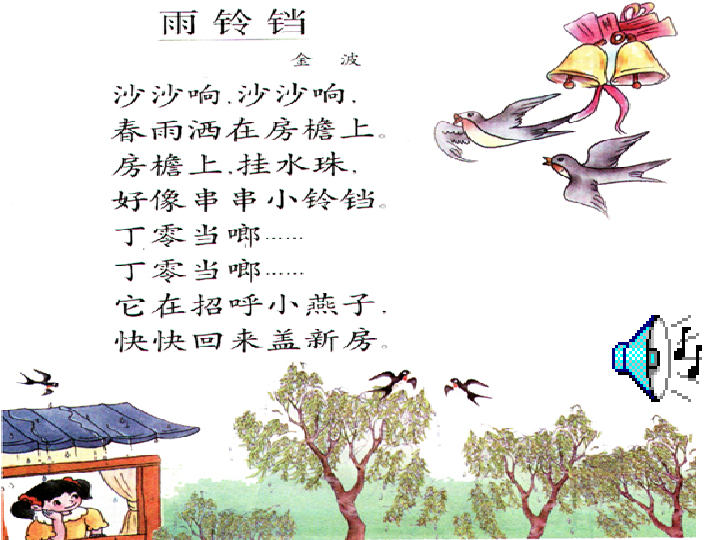 雨铃铛
金 波
沙沙响,沙沙响,
春雨洒在房檐上。
房檐上,挂水珠,
好像串串小铃铛。
丁零当啷……
丁零当啷……
它在招呼小燕子,
快快回来盖新房。